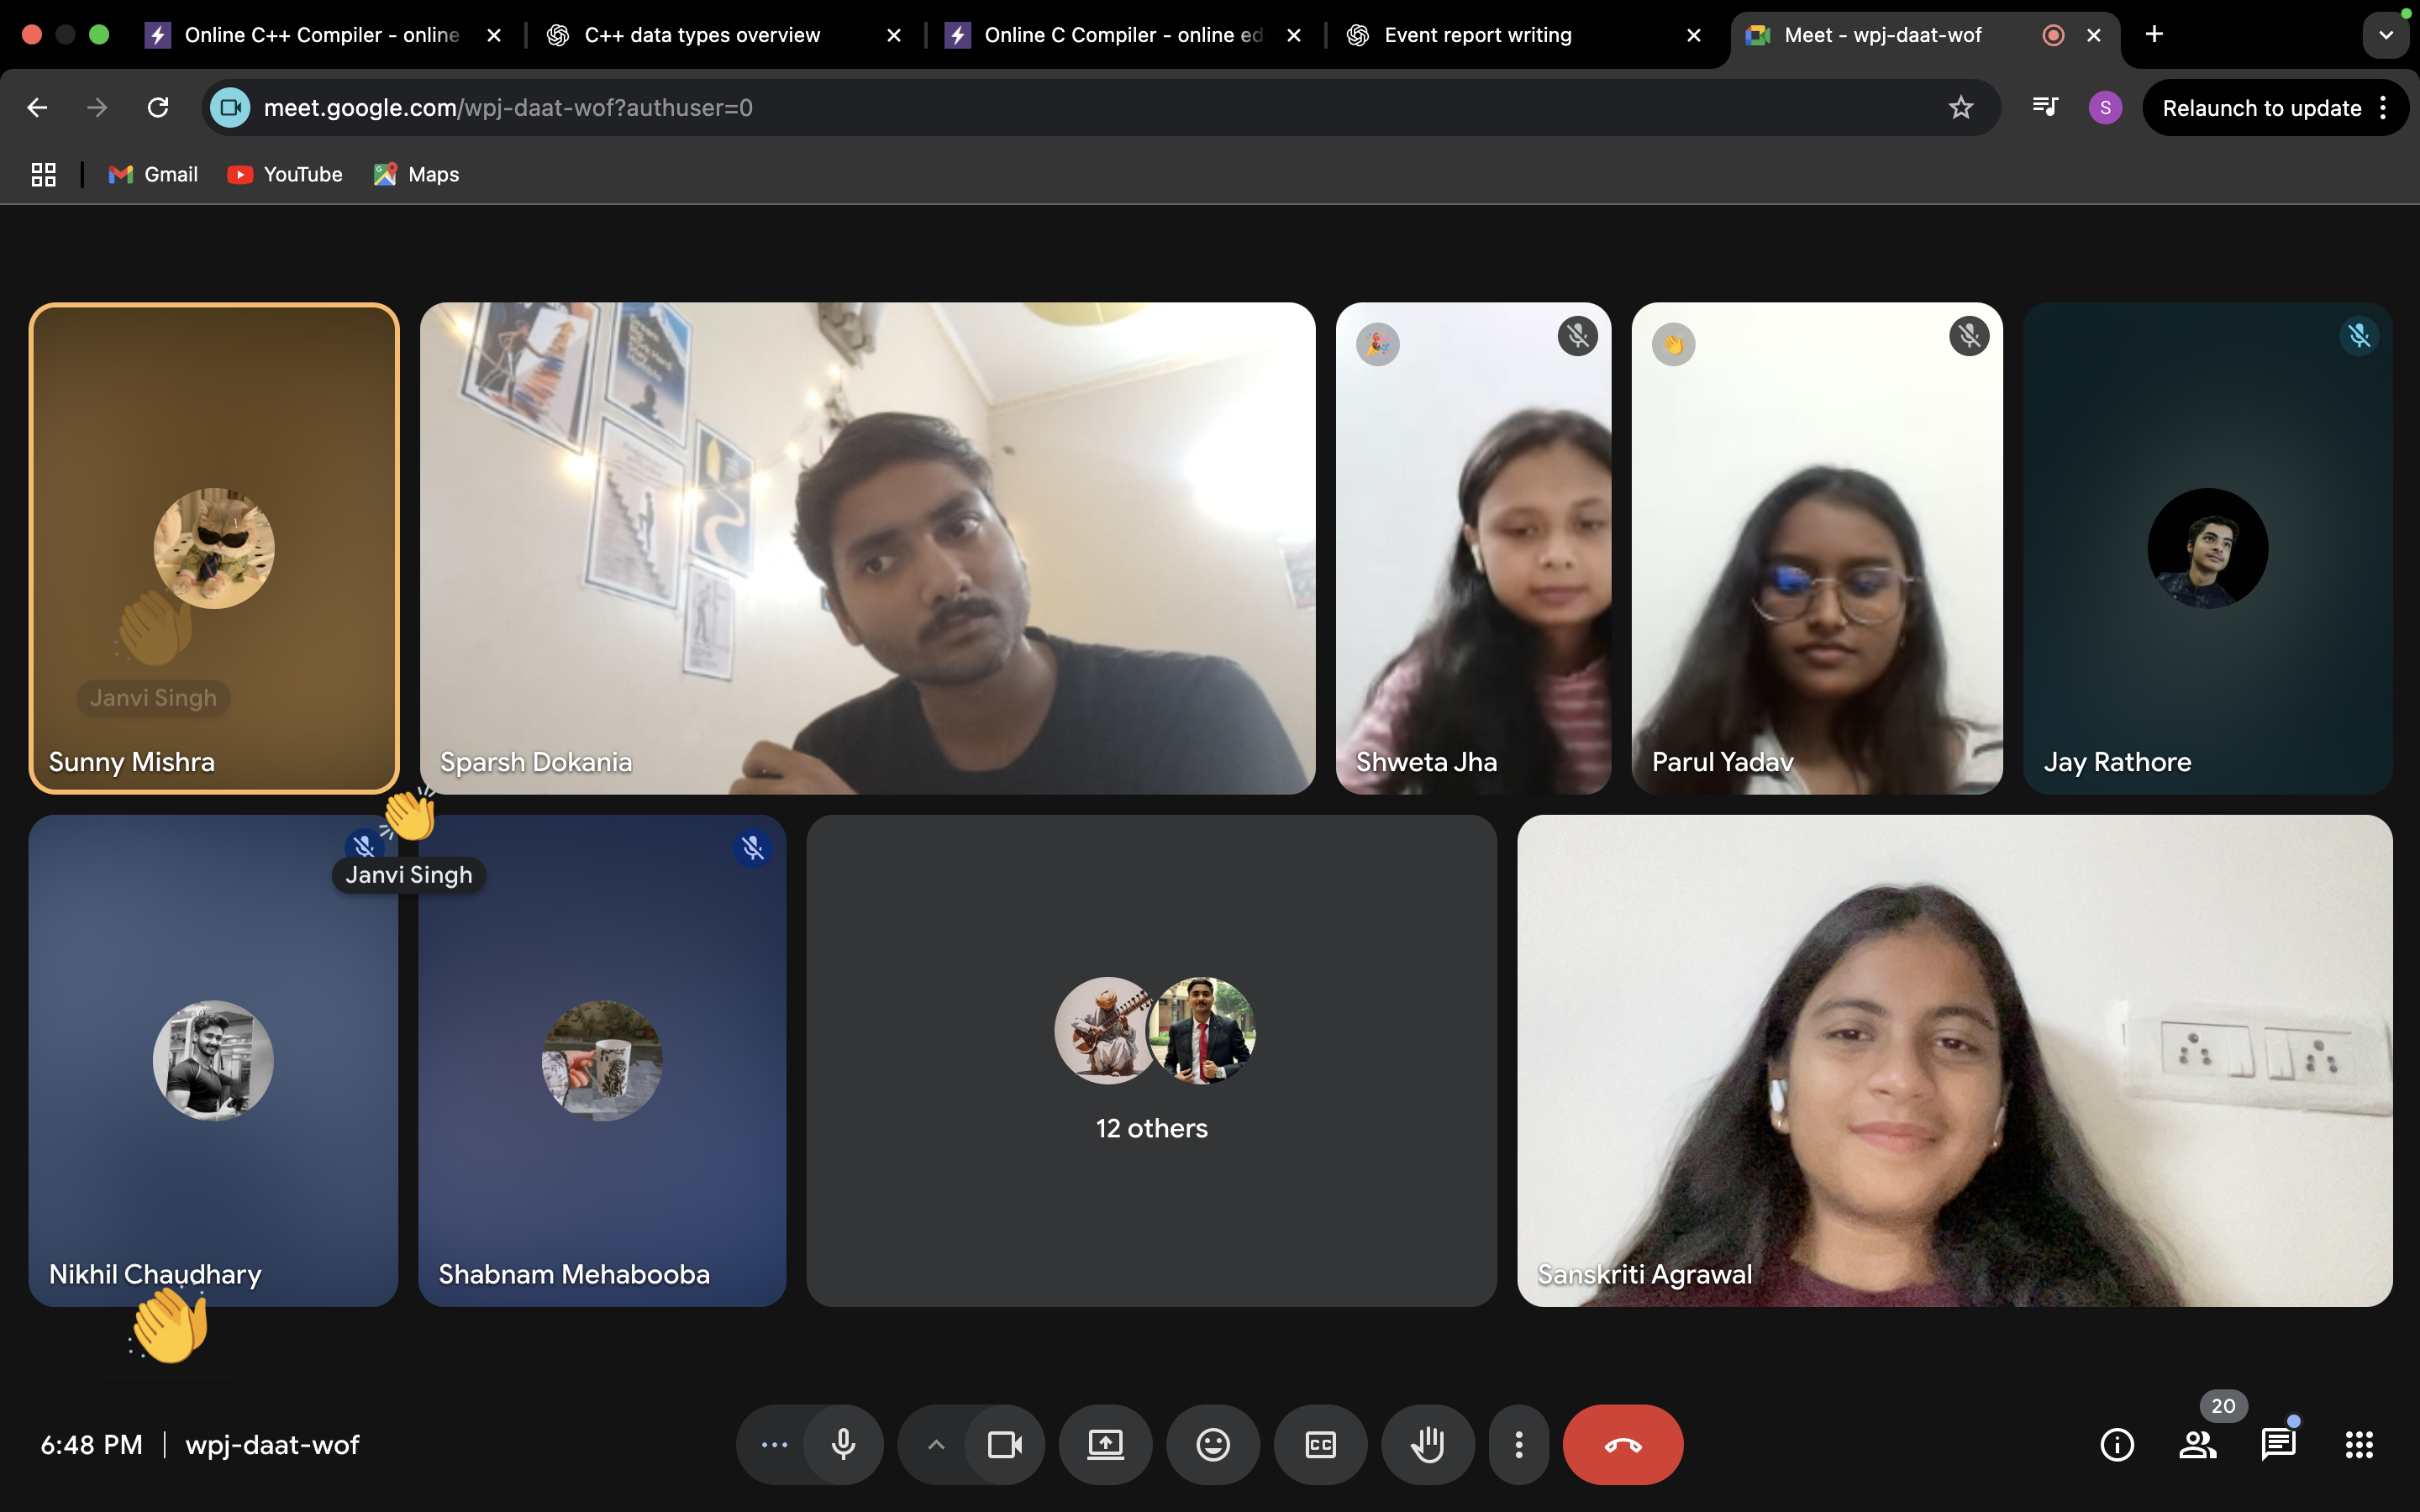 Online C++ Compiler - online
C++ data types overview
Online C Compiler - online ed
Event report writing
Meet - wpj-daat-wof
meet.google.com/wpj-daat-wof?authuser=0
S
Relaunch to update
Gmail
YouTube
Maps
Janvi Singh
Sunny Mishra
Sparsh Dokania
Shweta Jha
Parul Yadav
Jay Rathore
Janvi Singh
Nikhil Chaudhary
Shabnam Mehabooba
12 others
Sanskriti Agrawal
6:48 PM
wpj-daat-wof
CC
20